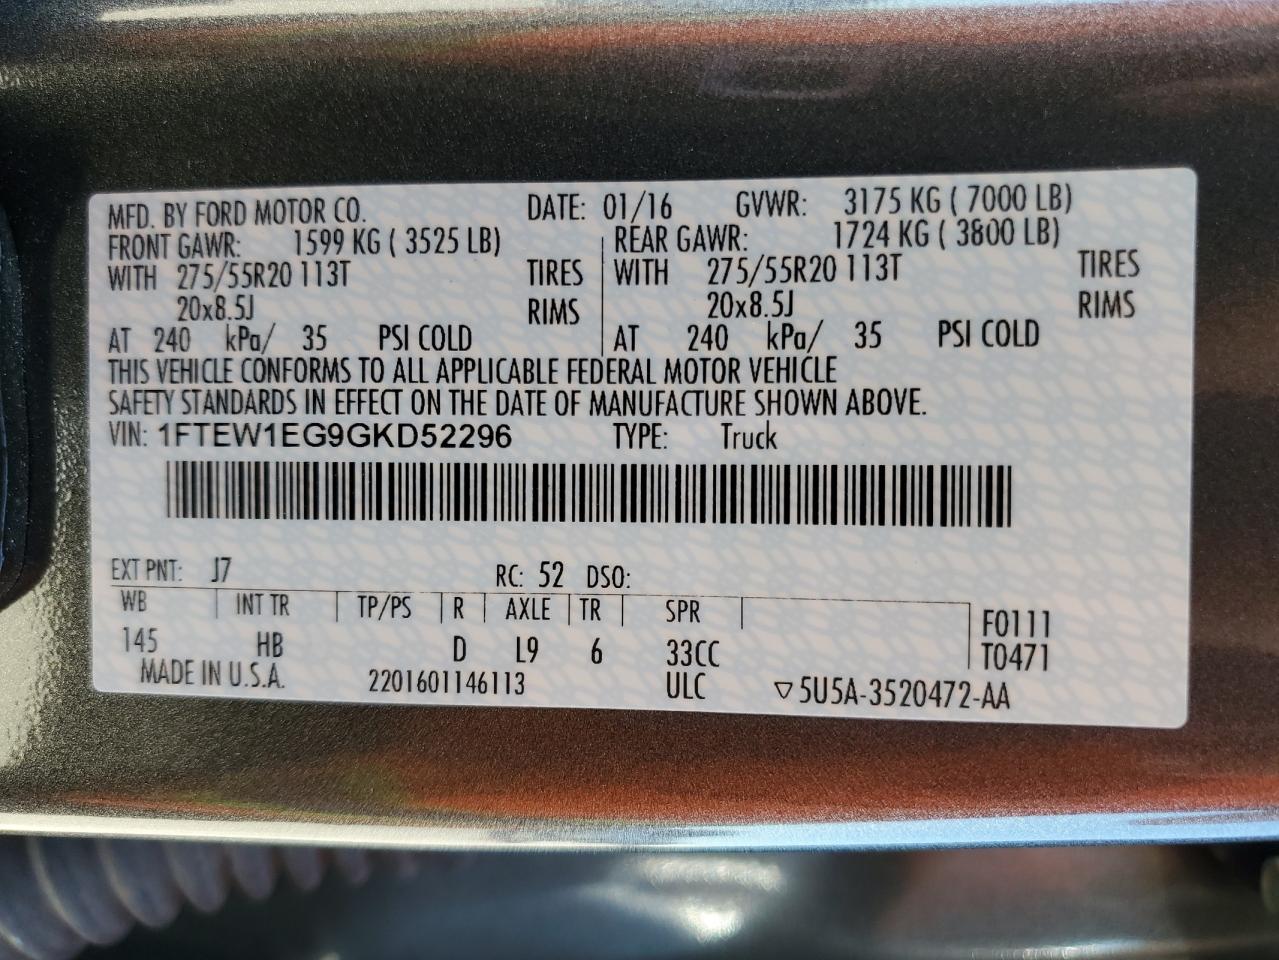 MFD. BY FORD MOTOR CO. DATE: 01/16 GVWR: 3175 KG ( 7000 LB)
FRONT GAWR: 1599 KG ( 3525 LB) REAR GAWR: 1724 KG ( 3800 LB)
WITH 275/55R20 113T TIRES WITH 275/55R20 113T TIRES
20x8.5J RIMS 20x8.5J RIMS
AT 240 kPa/ 35 PSI COLD AT 240 kPa/ 35 PSI COLD
THIS VEHICLE CONFORMS TO ALL APPLICABLE FEDERAL MOTOR VEHICLE
SAFETY STANDARDS IN EFFECT ON THE DATE OF MANUFACTURE SHOWN ABOVE.
VIN: 1FTEW1EG9GKD52296 TYPE: Truck
EXT PNT: J7 RC: 52 DSO:
WB INT TR TP/PS R AXLE TR SPR F0111
145 HB D L9 6 33CC T0471
MADE IN U.S.A. 2201601146113 ULC ▽5U5A-3520472-AA